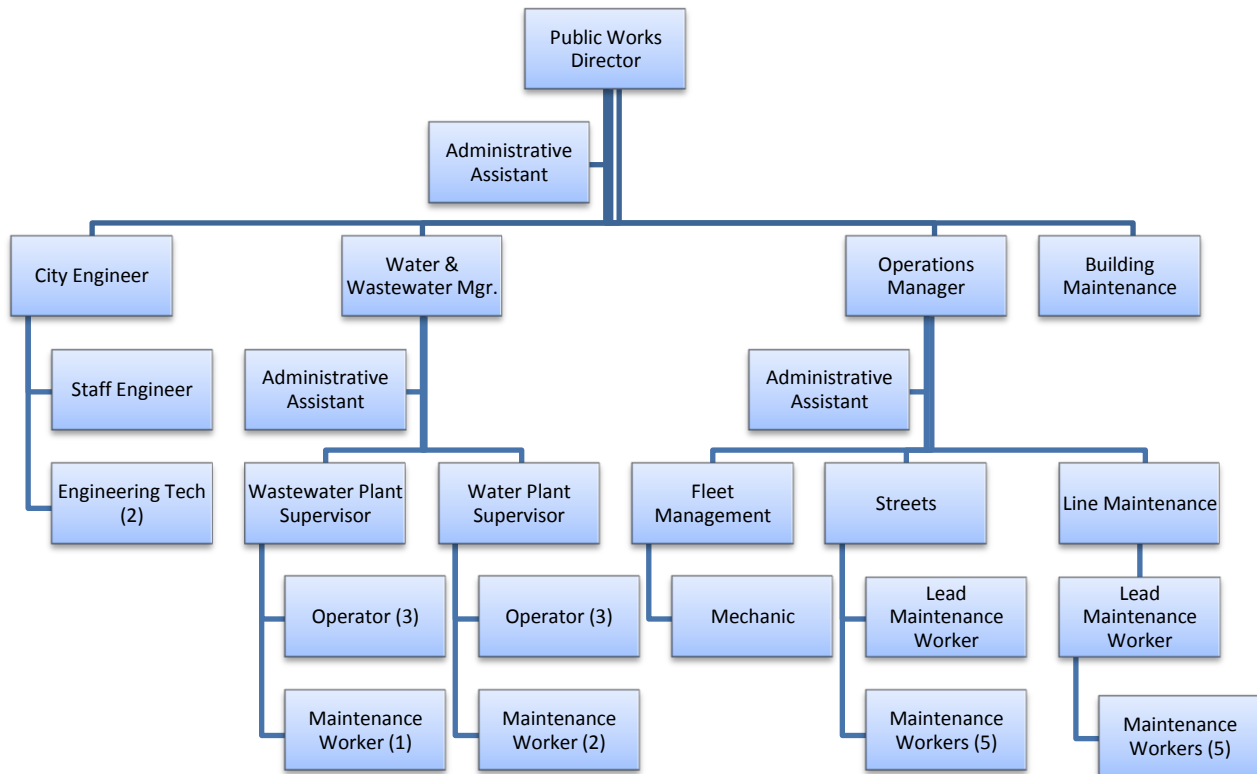 Public Works
Director
Administrative
Assistant
City Engineer
Water &
Wastewater Mgr.
Operations
Manager
Building
Maintenance
Staff Engineer
Administrative
Assistant
Administrative
Assistant
Engineering Tech
(2)
Wastewater Plant
Supervisor
Water Plant
Supervisor
Fleet
Management
Streets
Line Maintenance
Operator (3)
Operator (3)
Mechanic
Lead
Maintenance
Worker
Lead
Maintenance
Worker
Maintenance
Worker (1)
Maintenance
Worker (2)
Maintenance
Workers (5)
Maintenance
Workers (5)